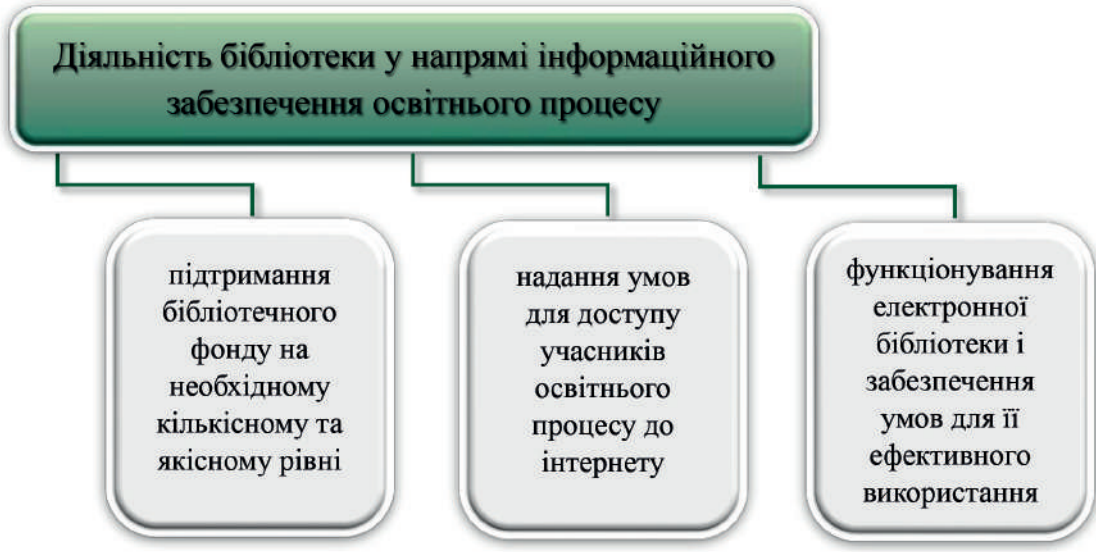 Діяльність бібліотеки у напрямі інформаційного
забезпечення освітнього процесу
підтримання
бібліотечного
фонду на
необхідному
кількісному та
якісному рівні
надання умов
для доступу
учасників
освітнього
процесу до
інтернету
функціонування
електронної
бібліотеки і
забезпечення
умов для її
ефективного
використання